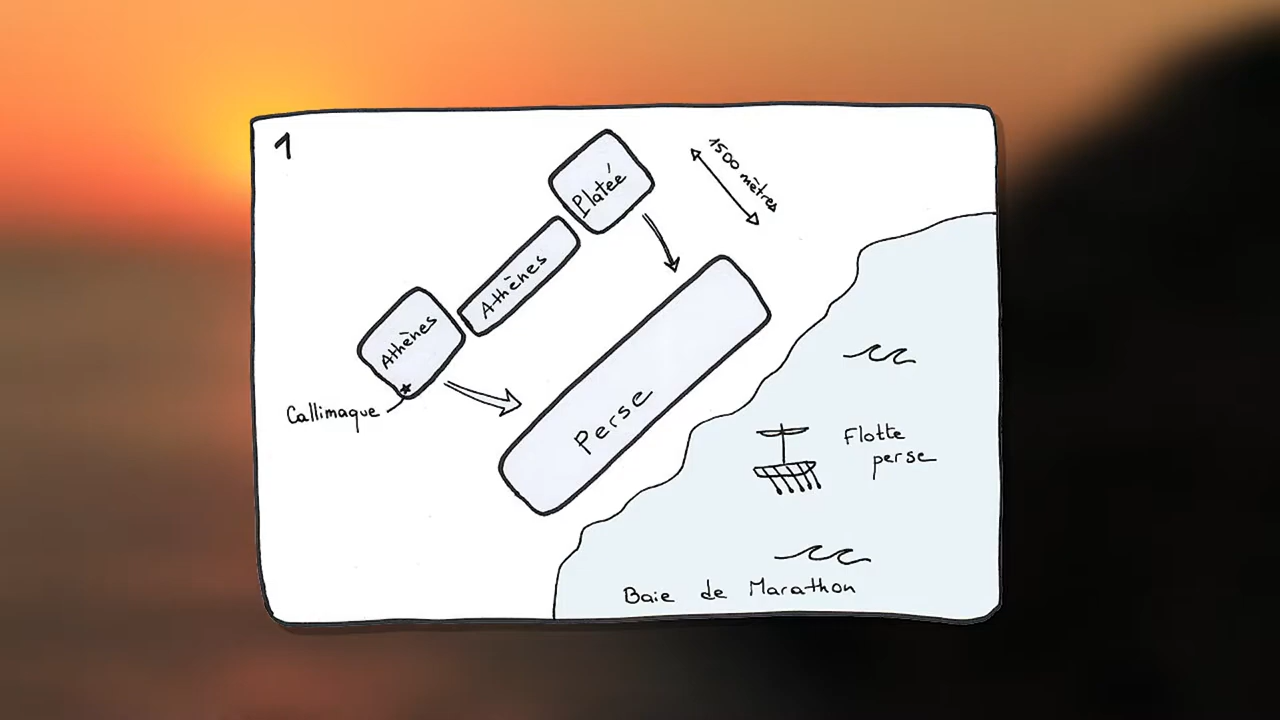 1
Platée
1500 mètres
Athènes
Athènes
Callimaque
Perse
Flotte
perse
Baie de Marathon